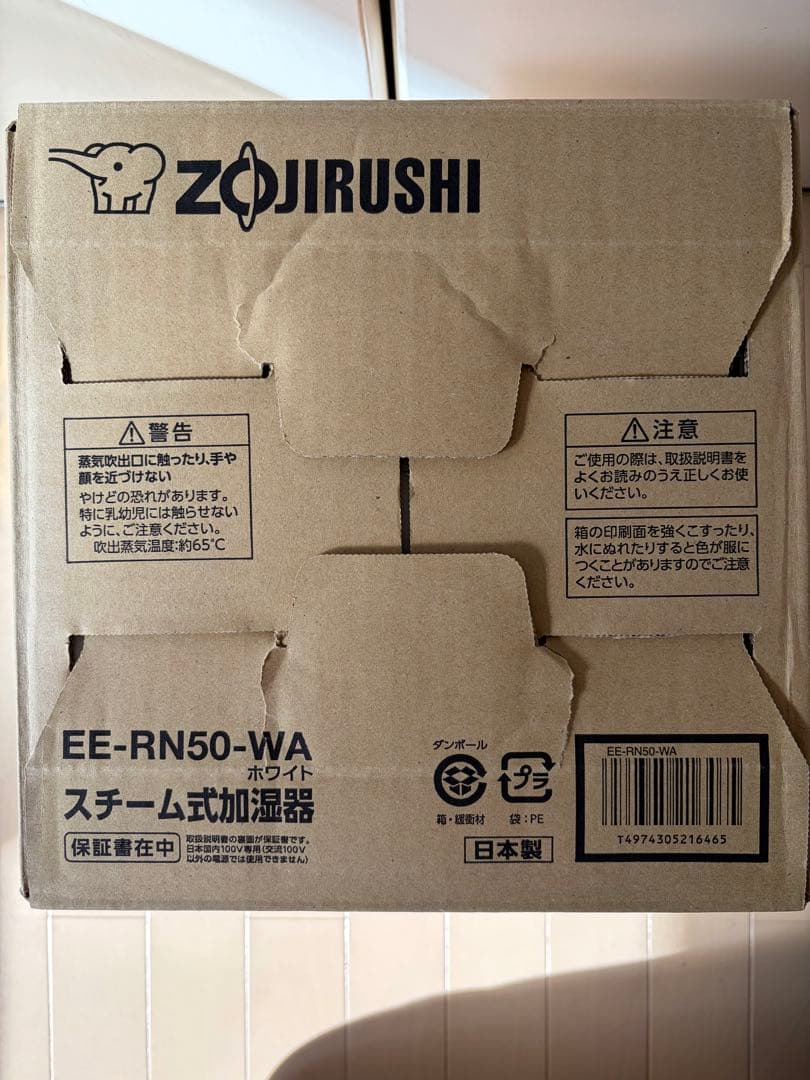 ZOJIRUSHI
警告
蒸気吹出口に触ったり、手や
顔を近づけない
やけどの恐れがあります。
特に乳幼児には触らせない
ように、ご注意ください。
吹出蒸気温度:約65℃
注意
ご使用の際は、取扱説明書を
よくお読みのうえ正しくお使
いください。
箱の印刷面を強くこすったり、
水にぬれたりすると色が服に
つくことがありますのでご注意
ください。
EE-RN50-WA
ホワイト
スチーム式加湿器
保証書在中
取扱説明書の裏面が保証書です。
日本国内100V専用(交流100V
以外の電源では使用できません)
ダンボール
箱・緩衝材
プラ
袋:PE
日本製
EE-RN50-WA
T4974305216465